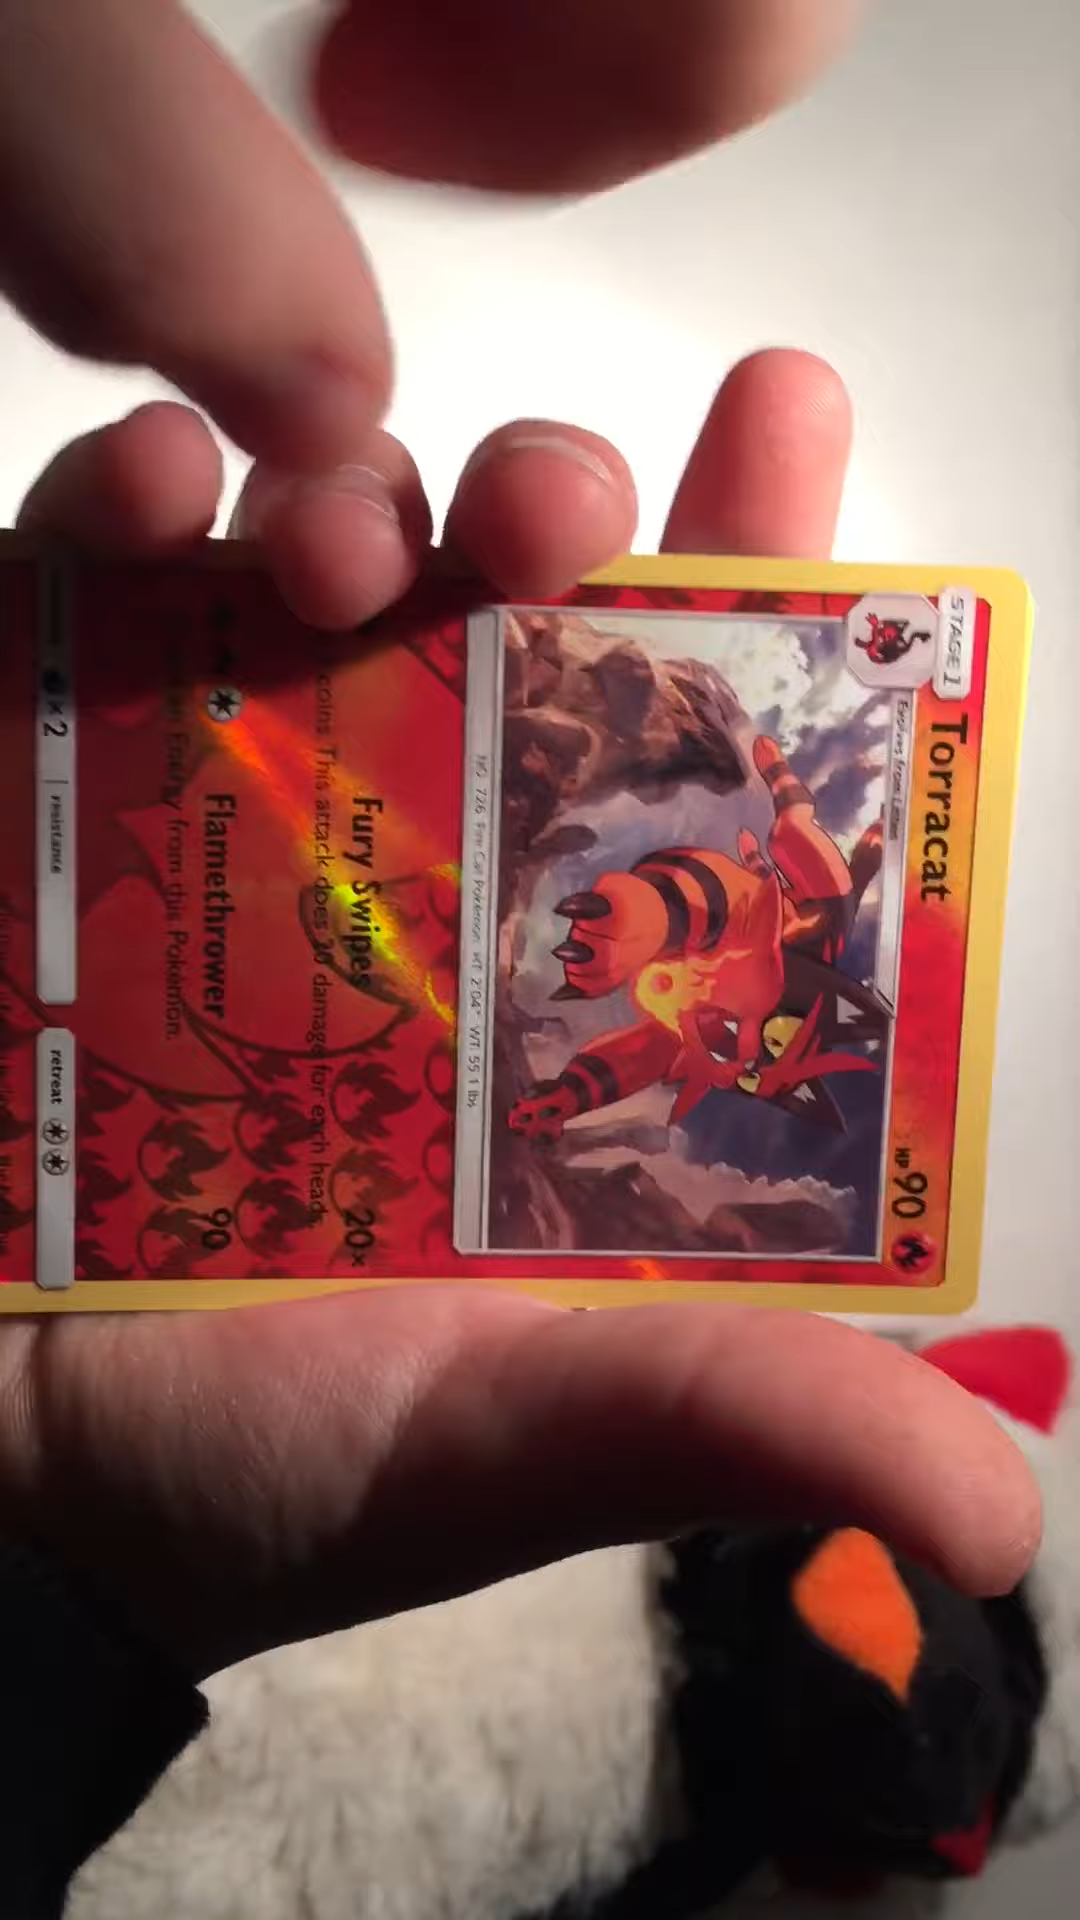 STAGE 1
Torracat
HP 90
Evolves from Litten
NO. 726 Fire Cat Pokémon HT: 2'04" WT: 55.1 lbs
Fury Swipes 20×
coins. This attack does 20 damage for each heads.
Flamethrower 90
Energy from this Pokémon.
×2
resistance
retreat